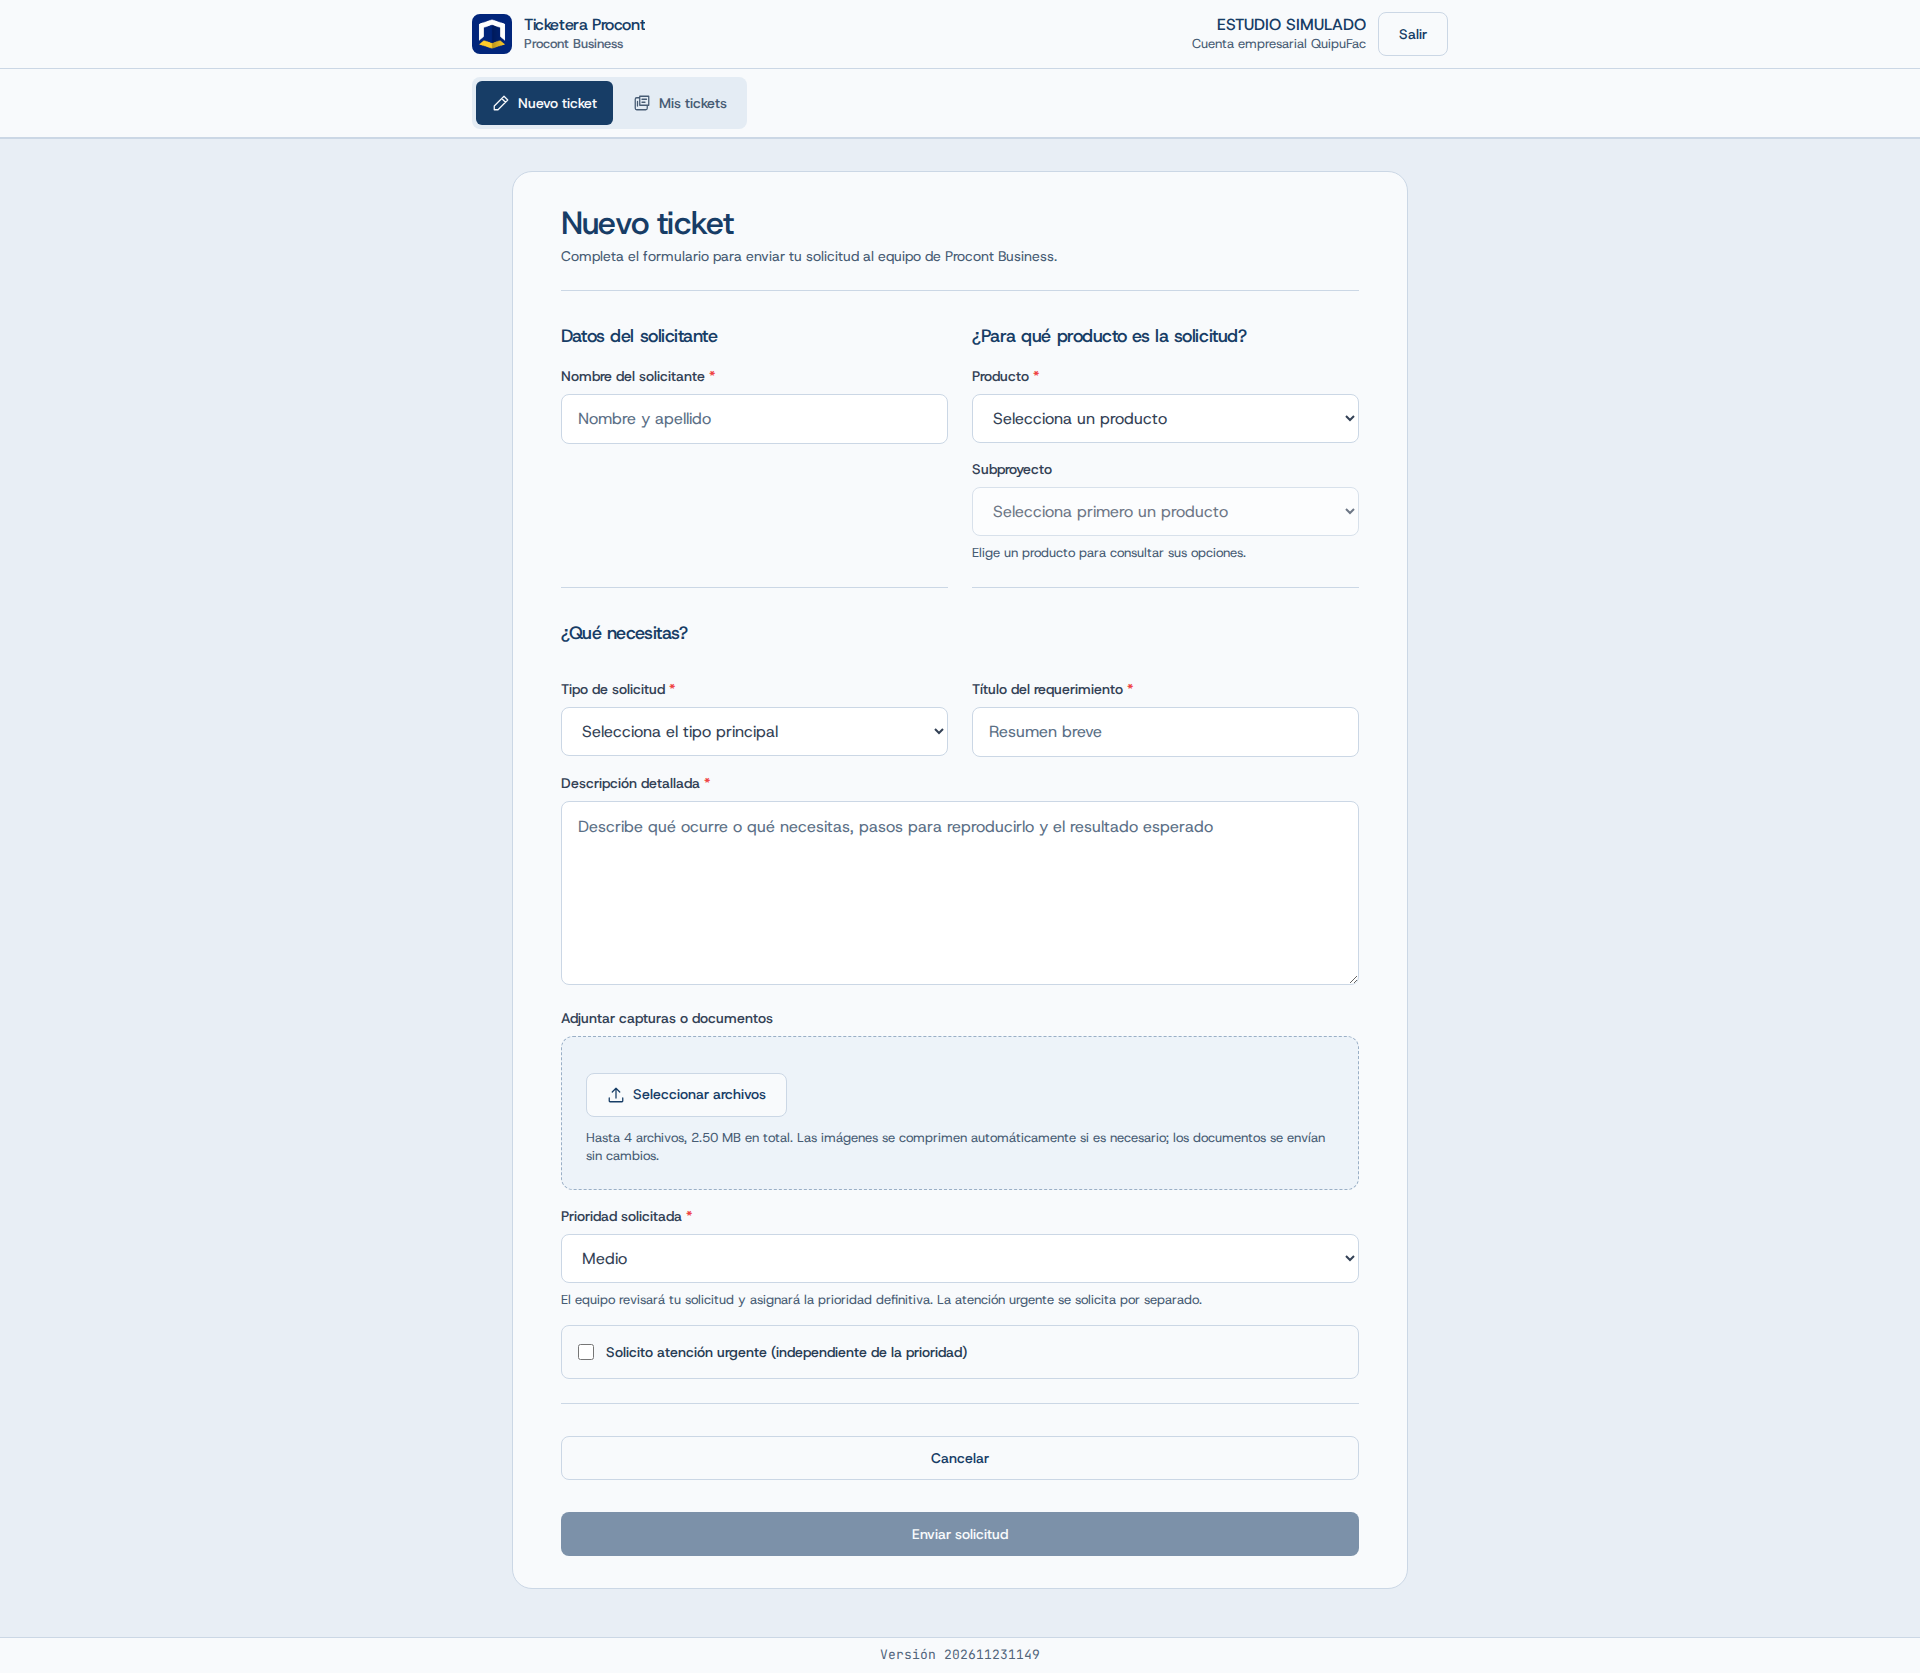 Ticketera Procont
Procont Business
ESTUDIO SIMULADO
Cuenta empresarial QuipuFac
Salir
Nuevo ticket
Mis tickets
Nuevo ticket
Completa el formulario para enviar tu solicitud al equipo de Procont Business.
Datos del solicitante
Nombre del solicitante *
Nombre y apellido
¿Para qué producto es la solicitud?
Producto *
Selecciona un producto
Subproyecto
Selecciona primero un producto
Elige un producto para consultar sus opciones.
¿Qué necesitas?
Tipo de solicitud *
Selecciona el tipo principal
Título del requerimiento *
Resumen breve
Descripción detallada *
Describe qué ocurre o qué necesitas, pasos para reproducirlo y el resultado esperado
Adjuntar capturas o documentos
Seleccionar archivos
Hasta 4 archivos, 2.50 MB en total. Las imágenes se comprimen automáticamente si es necesario; los documentos se envían
sin cambios.
Prioridad solicitada *
Medio
El equipo revisará tu solicitud y asignará la prioridad definitiva. La atención urgente se solicita por separado.
Solicito atención urgente (independiente de la prioridad)
Cancelar
Enviar solicitud
Versión 202611231149